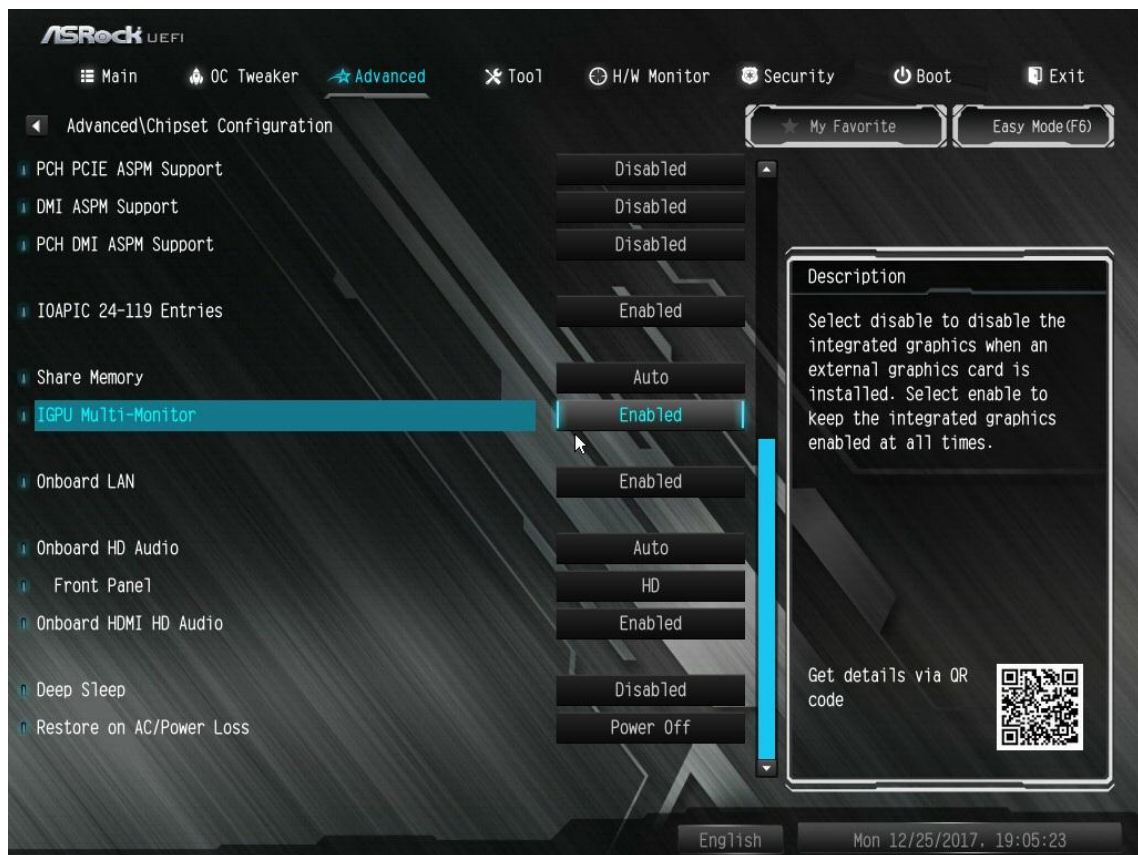 ASRock UEFI
Main OC Tweaker Advanced Tool H/W Monitor Security Boot Exit
Advanced\Chipset Configuration
My Favorite Easy Mode(F6)
PCH PCIE ASPM Support Disabled
DMI ASPM Support Disabled
PCH DMI ASPM Support Disabled
IOAPIC 24-119 Entries Enabled
Share Memory Auto
IGPU Multi-Monitor Enabled
Onboard LAN Enabled
Onboard HD Audio Auto
Front Panel HD
Onboard HDMI HD Audio Enabled
Deep Sleep Disabled
Restore on AC/Power Loss Power Off
Description
Select disable to disable the
integrated graphics when an
external graphics card is
installed. Select enable to
keep the integrated graphics
enabled at all times.
Get details via QR
code
English Mon 12/25/2017. 19:05:23